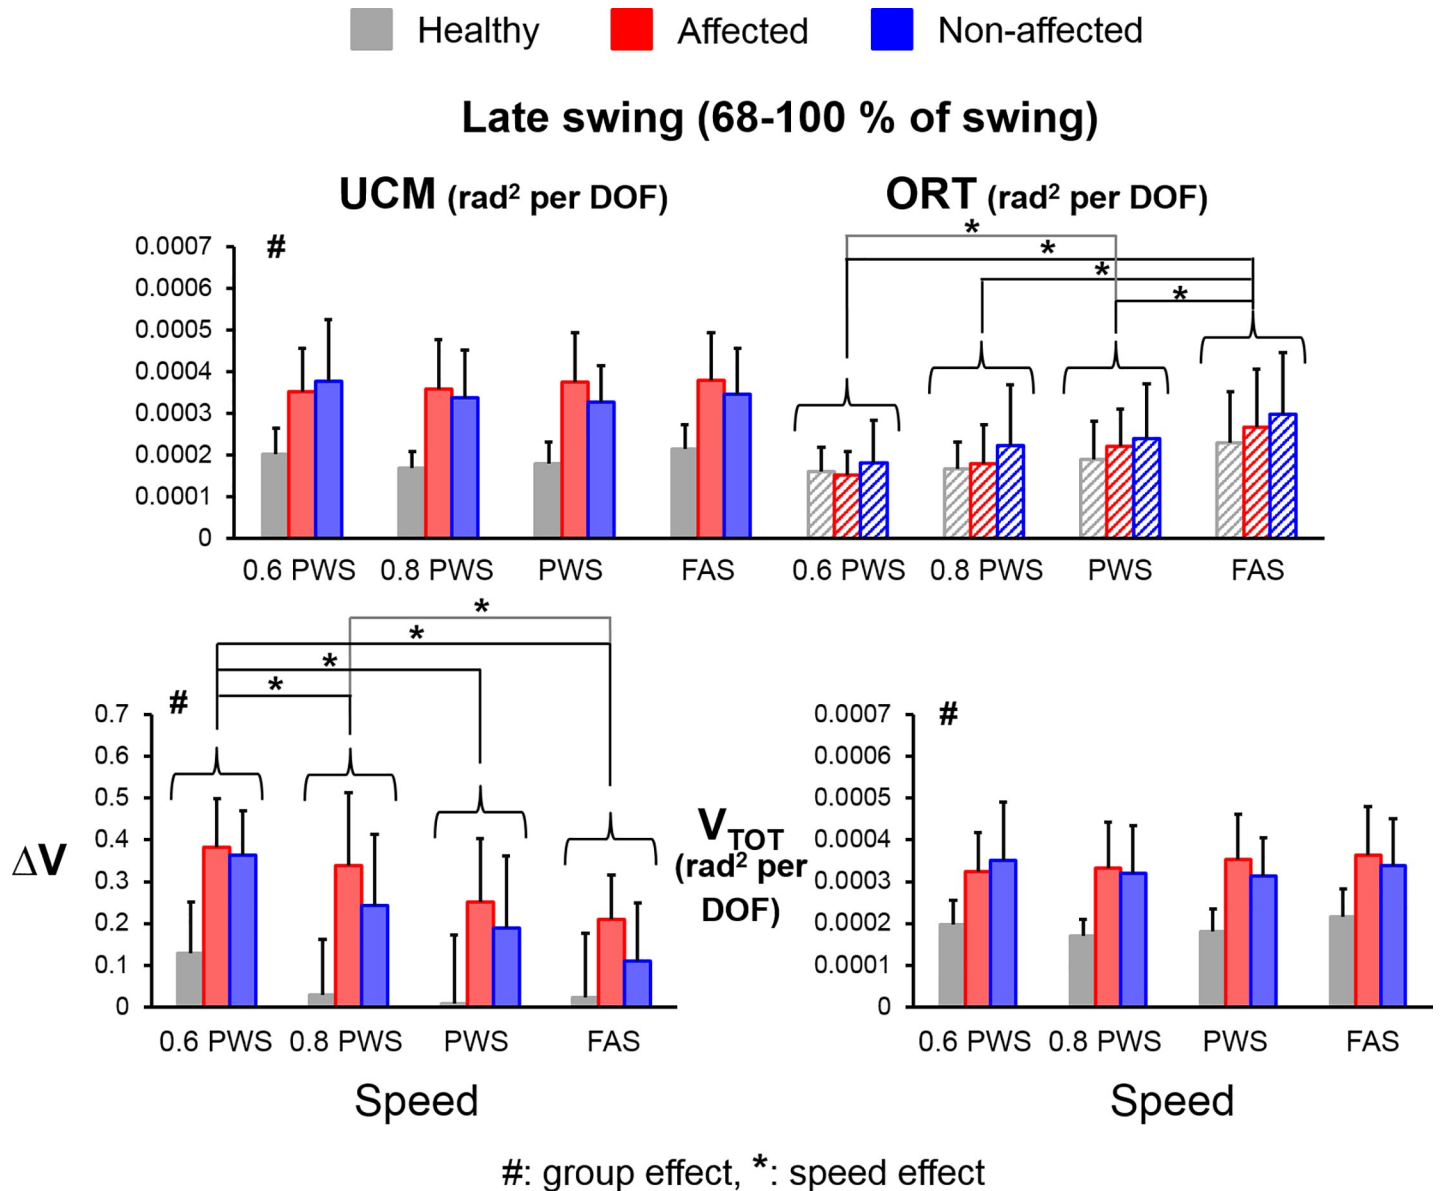 Healthy Affected Non-affected
Late swing (68-100 % of swing)
UCM (rad² per DOF) ORT (rad² per DOF)
#
* * * *
0.0007
0.0006
0.0005
0.0004
0.0003
0.0002
0.0001
0
0.6 PWS 0.8 PWS PWS FAS 0.6 PWS 0.8 PWS PWS FAS
* * * *
#
ΔV
0.7
0.6
0.5
0.4
0.3
0.2
0.1
0
0.6 PWS 0.8 PWS PWS FAS
Speed
#
V_TOT
(rad² per
DOF)
0.0007
0.0006
0.0005
0.0004
0.0003
0.0002
0.0001
0
0.6 PWS 0.8 PWS PWS FAS
Speed
#: group effect, *: speed effect